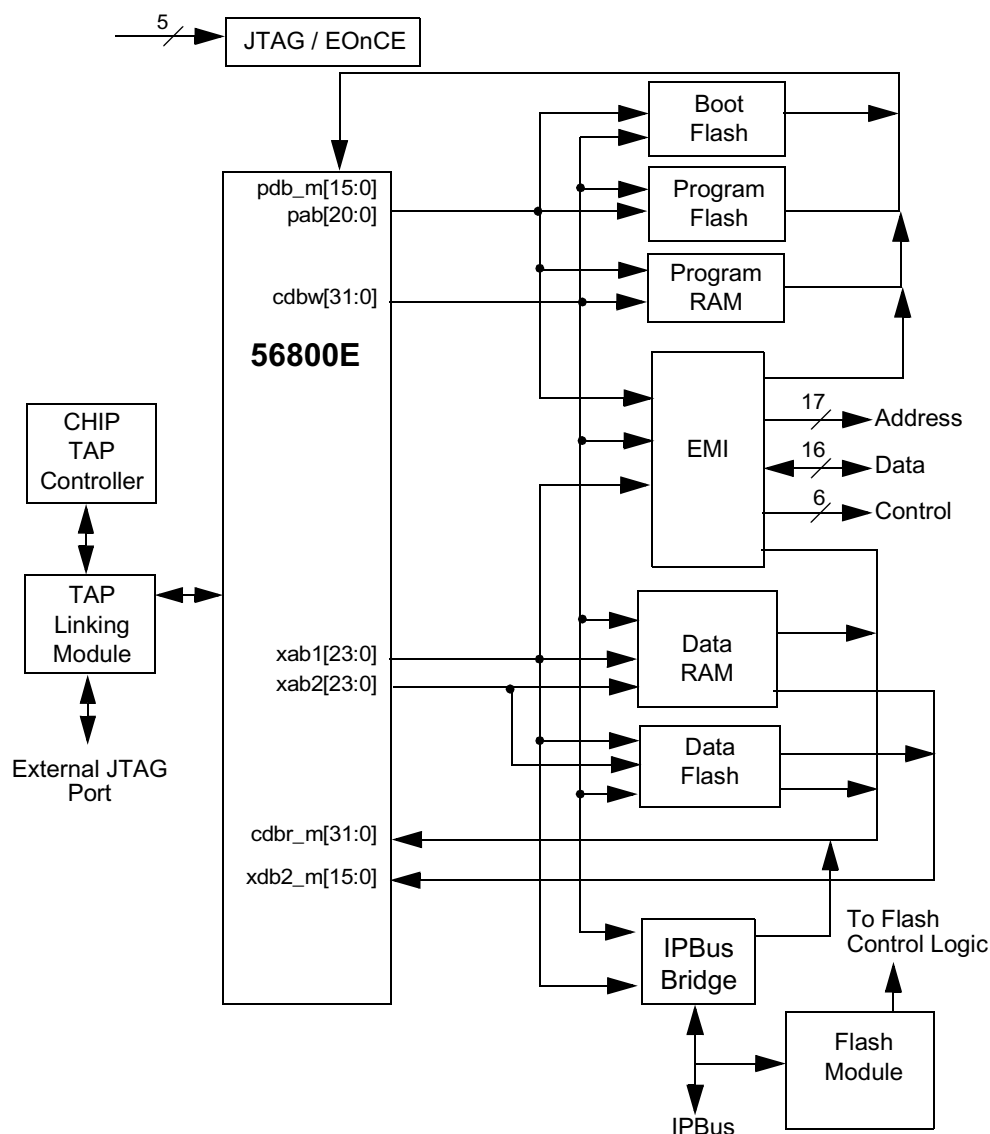 5
JTAG / EOnCE
Boot
Flash
pdb_m[15:0]
pab[20:0]
Program
Flash
cdbw[31:0]
Program
RAM
56800E
CHIP
TAP
Controller
EMI
17
Address
16
Data
6
Control
TAP
Linking
Module
xab1[23:0]
xab2[23:0]
Data
RAM
External JTAG
Port
Data
Flash
cdbr_m[31:0]
xdb2_m[15:0]
To Flash
Control Logic
IPBus
Bridge
Flash
Module
IPBus